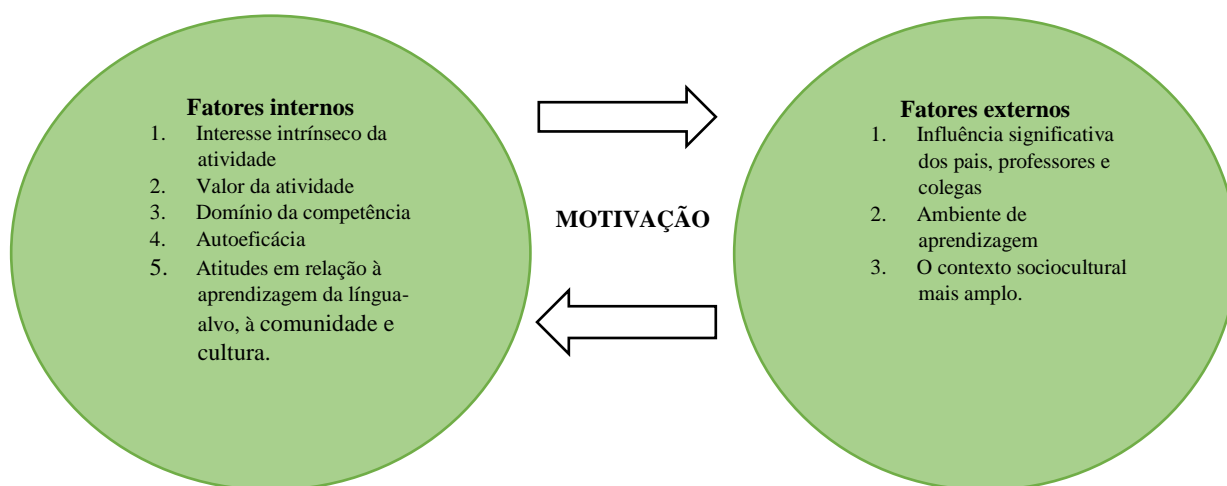 Fatores internos
1. Interesse intrínseco da
atividade
2. Valor da atividade
3. Domínio da competência
4. Autoeficácia
5. Atitudes em relação à
aprendizagem da língua-
alvo, à comunidade e
cultura.
MOTIVAÇÃO
Fatores externos
1. Influência significativa
dos pais, professores e
colegas
2. Ambiente de
aprendizagem
3. O contexto sociocultural
mais amplo.